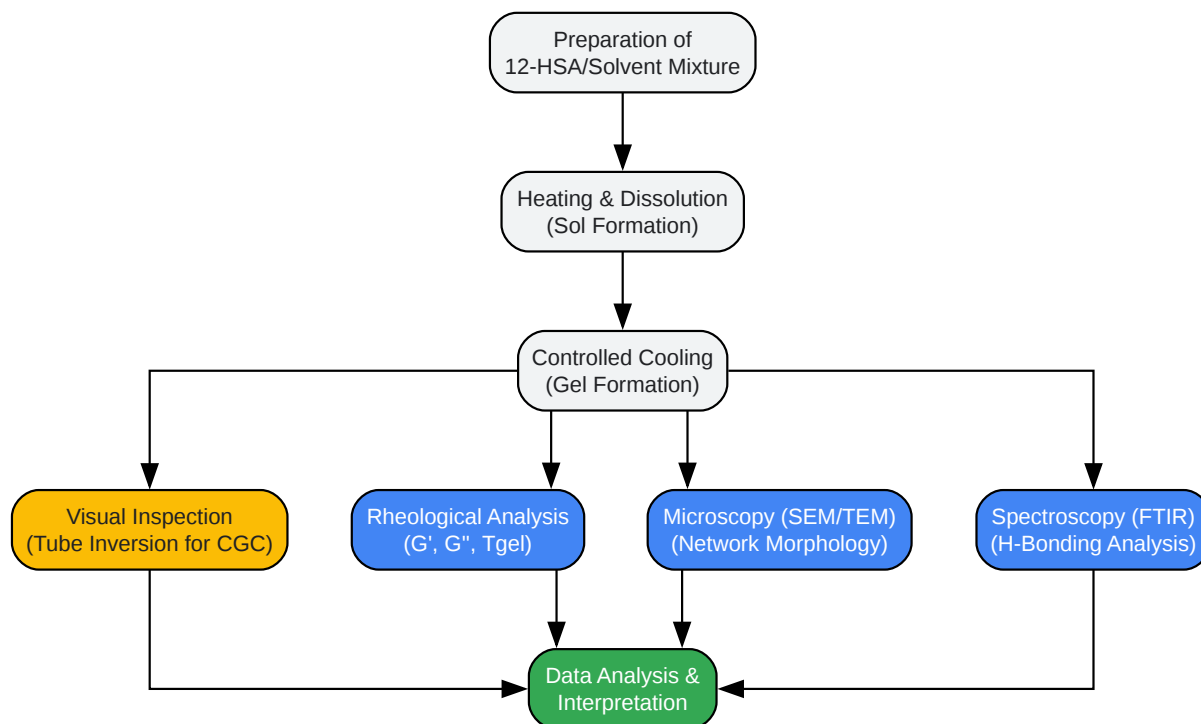 Preparation of
12-HSA/Solvent Mixture
Heating & Dissolution
(Sol Formation)
Controlled Cooling
(Gel Formation)
Visual Inspection
(Tube Inversion for CGC)
Rheological Analysis
(G', G'', Tgel)
Microscopy (SEM/TEM)
(Network Morphology)
Spectroscopy (FTIR)
(H-Bonding Analysis)
Data Analysis &
Interpretation